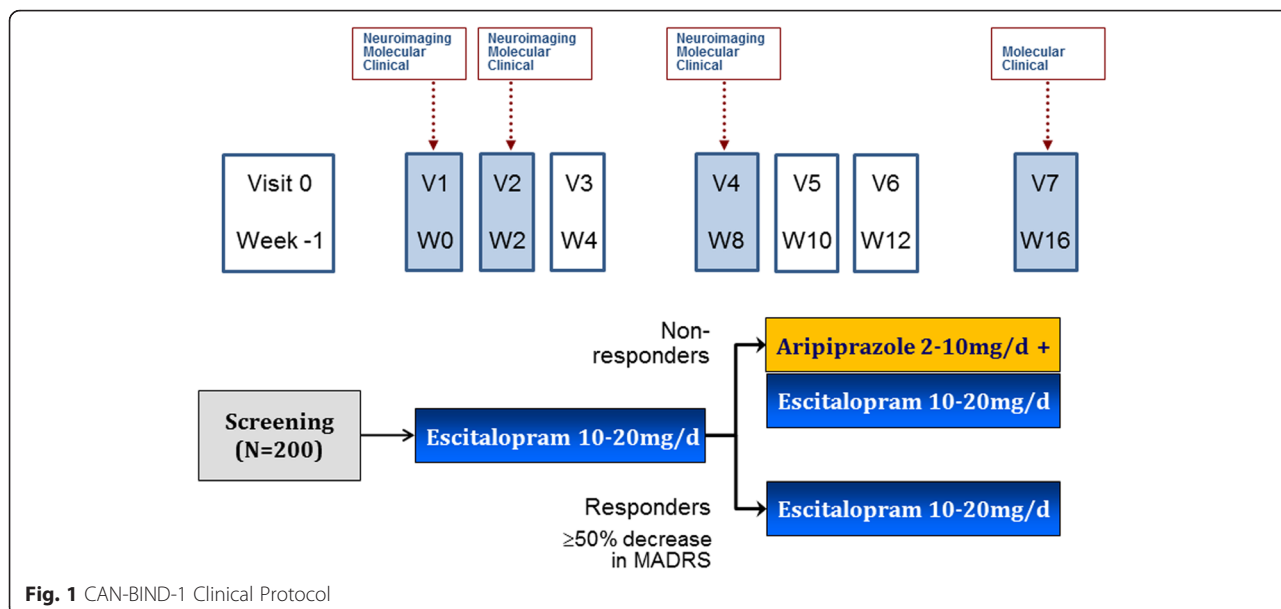 Neuroimaging
Molecular
Clinical
Neuroimaging
Molecular
Clinical
Neuroimaging
Molecular
Clinical
Molecular
Clinical
Visit 0
Week -1
V1
W0
V2
W2
V3
W4
V4
W8
V5
W10
V6
W12
V7
W16
Non-
responders
Aripiprazole 2-10mg/d +
Escitalopram 10-20mg/d
Screening
(N=200)
Escitalopram 10-20mg/d
Responders
≥50% decrease
in MADRS
Escitalopram 10-20mg/d
Fig. 1 CAN-BIND-1 Clinical Protocol